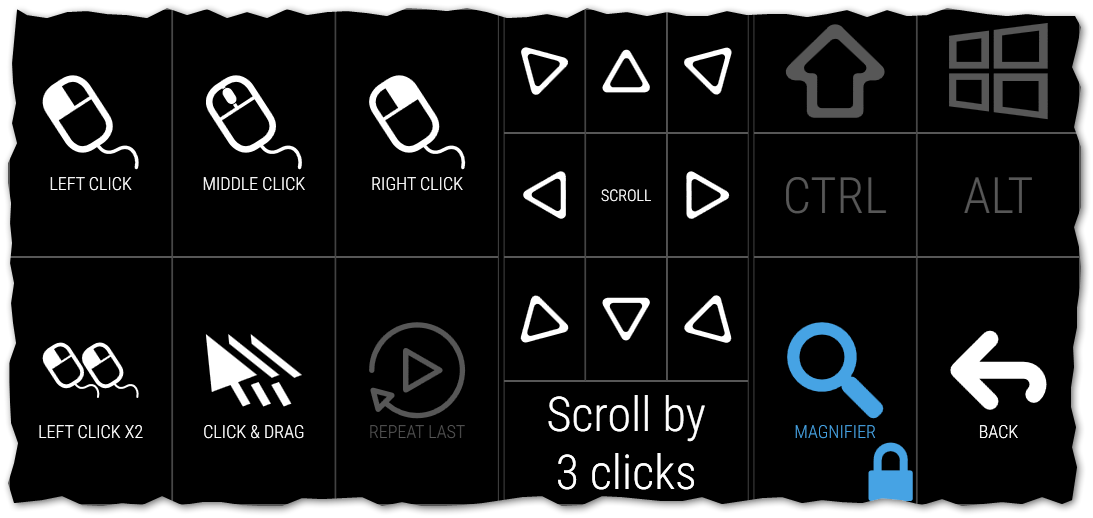 LEFT CLICK
MIDDLE CLICK
RIGHT CLICK
SCROLL
CTRL
ALT
LEFT CLICK X2
CLICK & DRAG
REPEAT LAST
Scroll by
3 clicks
MAGNIFIER
BACK